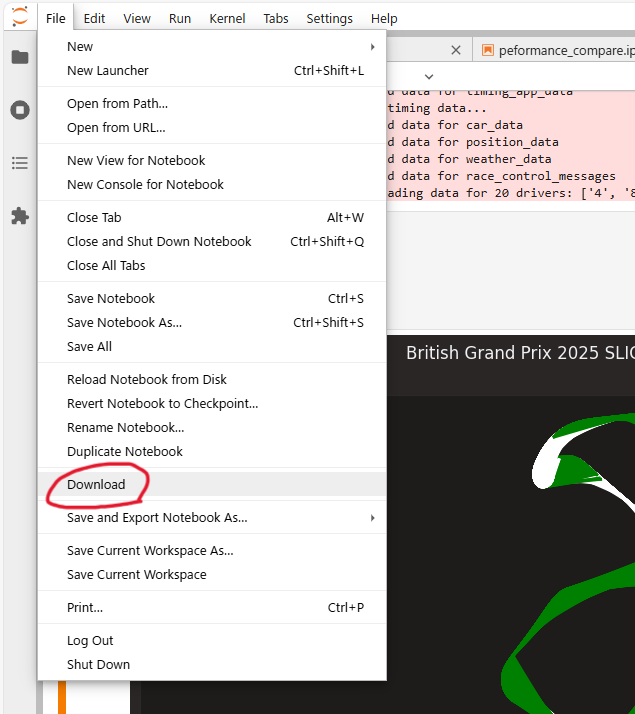 File Edit View Run Kernel Tabs Settings Help
New
New Launcher Ctrl+Shift+L
Open from Path...
Open from URL...
New View for Notebook
New Console for Notebook
Close Tab Alt+W
Close and Shut Down Notebook Ctrl+Shift+Q
Close All Tabs
Save Notebook Ctrl+S
Save Notebook As... Ctrl+Shift+S
Save All
Reload Notebook from Disk
Revert Notebook to Checkpoint...
Rename Notebook...
Duplicate Notebook
Download
Save and Export Notebook As...
Save Current Workspace As...
Save Current Workspace
Print... Ctrl+P
Log Out
Shut Down
peformance_compare.ip
d data for timing_app_data
timing data...
d data for car_data
d data for position_data
d data for weather_data
d data for race_control_messages
ading data for 20 drivers: ['4', '8
British Grand Prix 2025 SLIC